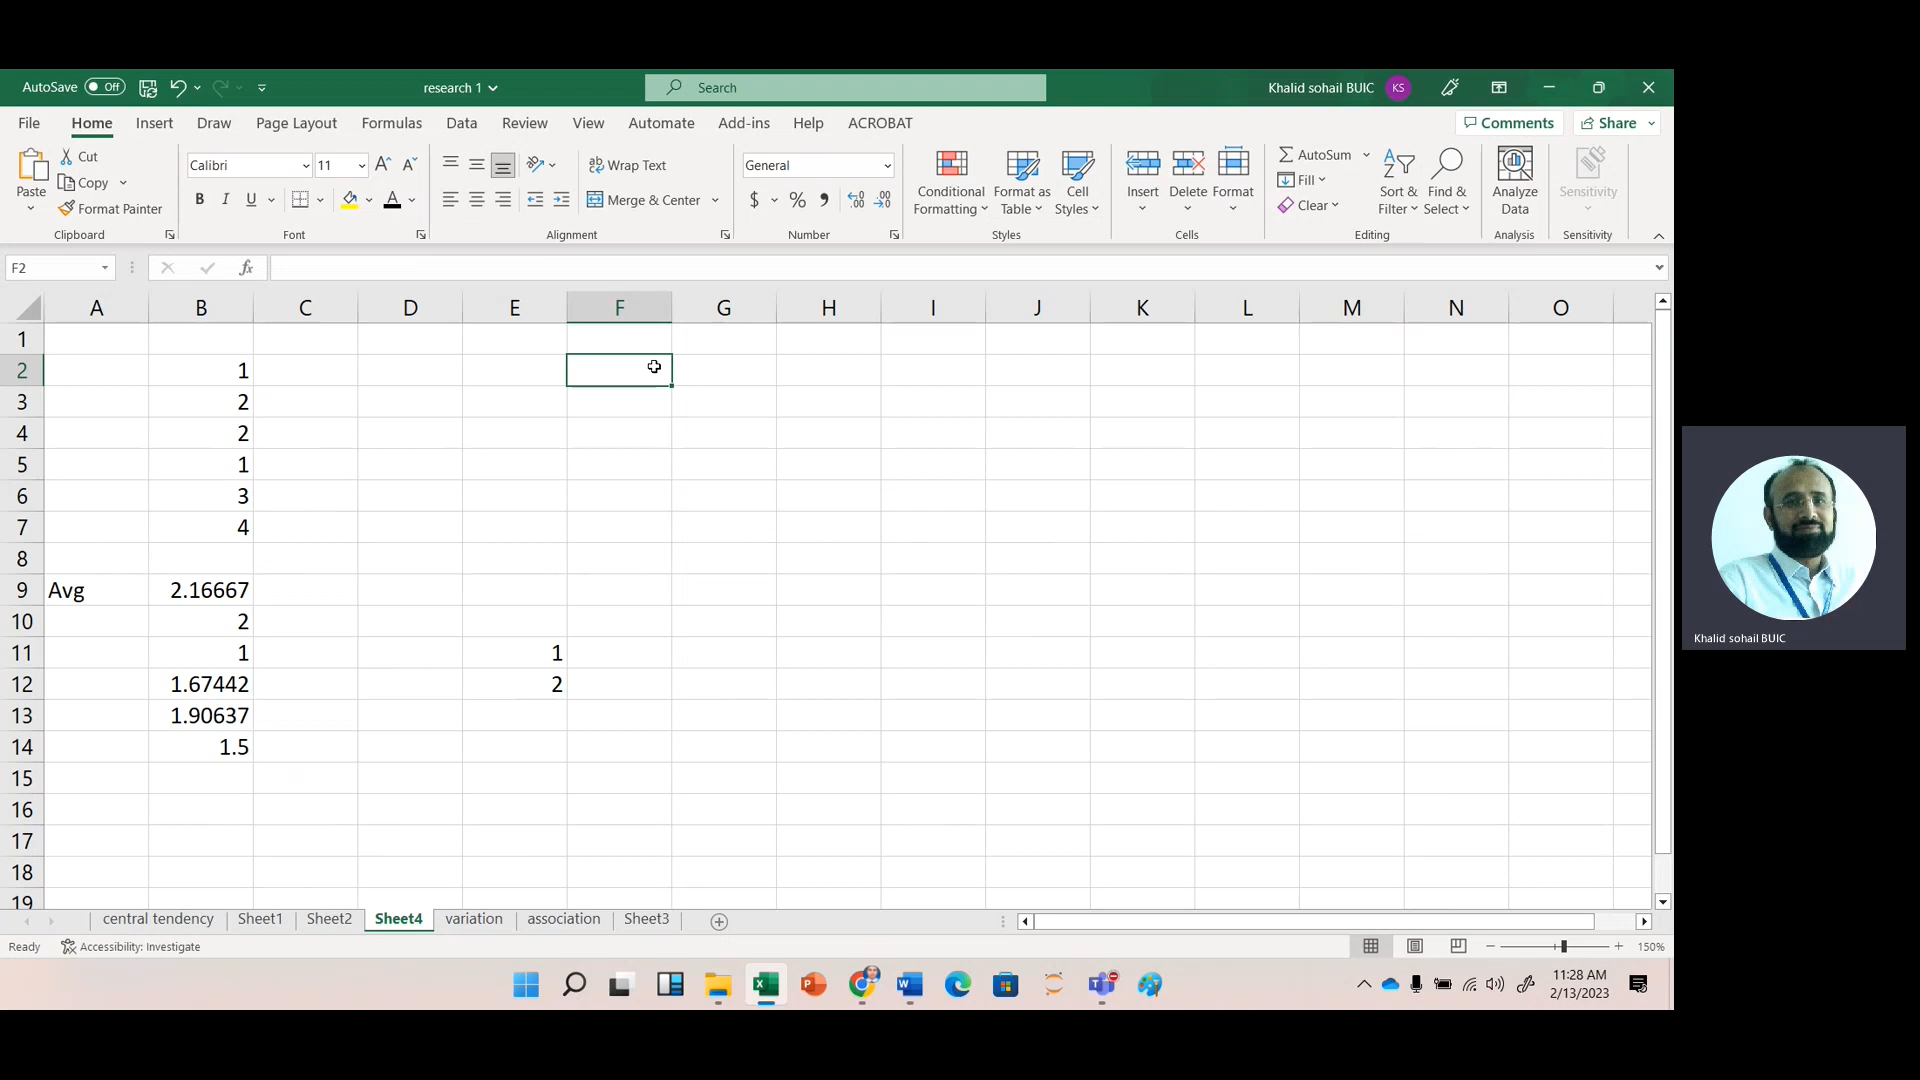 AutoSave Off research 1 Search Khalid sohail BUIC KS
File Home Insert Draw Page Layout Formulas Data Review View Automate Add-ins Help ACROBAT Comments Share
Paste Cut Copy Format Painter
Calibri 11
B I U
Wrap Text
Merge & Center
General
$ % ,
Conditional Formatting Format as Table Cell Styles
Insert Delete Format
AutoSum
Fill
Clear
Sort & Filter Find & Select
Analyze Data
Sensitivity
Clipboard Font Alignment Number Styles Cells Editing Analysis Sensitivity
F2 fx
A B C D E F G H I J K L M N O
1
2 1
3 2
4 2
5 1
6 3
7 4
8
9 Avg 2.16667
10 2
11 1 1
12 1.67442 2
13 1.90637
14 1.5
15
16
17
18
19
Khalid sohail BUIC
central tendency Sheet1 Sheet2 Sheet4 variation association Sheet3
Ready Accessibility: Investigate 150%
11:28 AM
2/13/2023